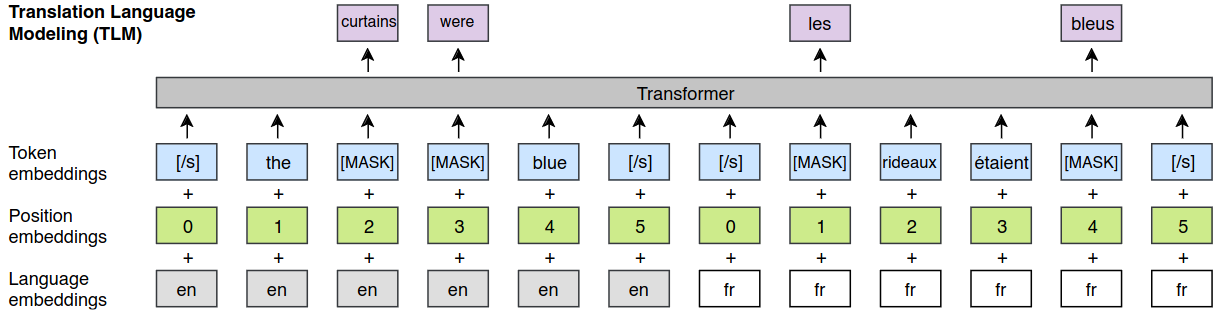 Translation Language
Modeling (TLM)
curtains were les bleus
Transformer
Token
embeddings
[/s] the [MASK] [MASK] blue [/s] [/s] [MASK] rideaux étaient [MASK] [/s]
+ + + + + + + + + + + +
Position
embeddings
0 1 2 3 4 5 0 1 2 3 4 5
+ + + + + + + + + + + +
Language
embeddings
en en en en en en fr fr fr fr fr fr